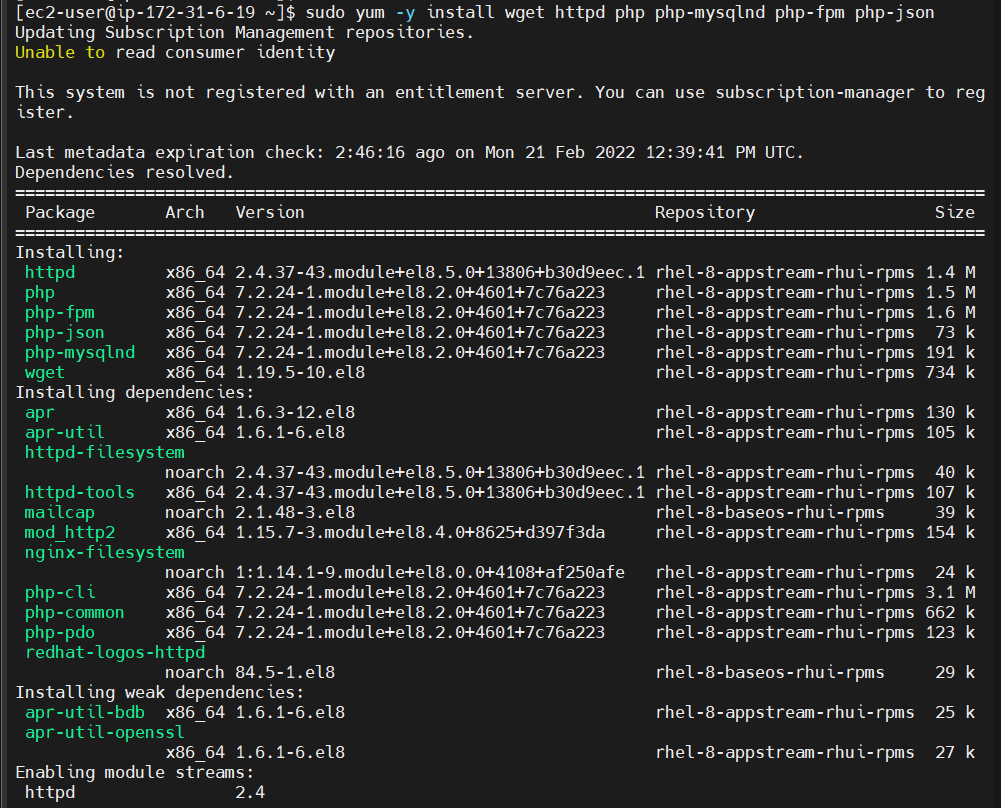 [ec2-user@ip-172-31-6-19 ~]$ sudo yum -y install wget httpd php php-mysqlnd php-fpm php-json
Updating Subscription Management repositories.
Unable to read consumer identity
This system is not registered with an entitlement server. You can use subscription-manager to reg
ister.
Last metadata expiration check: 2:46:16 ago on Mon 21 Feb 2022 12:39:41 PM UTC.
Dependencies resolved.
=================================================================================================
Package Arch Version Repository Size
=================================================================================================
Installing:
httpd x86_64 2.4.37-43.module+el8.5.0+13806+b30d9eec.1 rhel-8-appstream-rhui-rpms 1.4 M
php x86_64 7.2.24-1.module+el8.2.0+4601+7c76a223 rhel-8-appstream-rhui-rpms 1.5 M
php-fpm x86_64 7.2.24-1.module+el8.2.0+4601+7c76a223 rhel-8-appstream-rhui-rpms 1.6 M
php-json x86_64 7.2.24-1.module+el8.2.0+4601+7c76a223 rhel-8-appstream-rhui-rpms 73 k
php-mysqlnd x86_64 7.2.24-1.module+el8.2.0+4601+7c76a223 rhel-8-appstream-rhui-rpms 191 k
wget x86_64 1.19.5-10.el8 rhel-8-appstream-rhui-rpms 734 k
Installing dependencies:
apr x86_64 1.6.3-12.el8 rhel-8-appstream-rhui-rpms 130 k
apr-util x86_64 1.6.1-6.el8 rhel-8-appstream-rhui-rpms 105 k
httpd-filesystem
noarch 2.4.37-43.module+el8.5.0+13806+b30d9eec.1 rhel-8-appstream-rhui-rpms 40 k
httpd-tools x86_64 2.4.37-43.module+el8.5.0+13806+b30d9eec.1 rhel-8-appstream-rhui-rpms 107 k
mailcap noarch 2.1.48-3.el8 rhel-8-baseos-rhui-rpms 39 k
mod_http2 x86_64 1.15.7-3.module+el8.4.0+8625+d397f3da rhel-8-appstream-rhui-rpms 154 k
nginx-filesystem
noarch 1:1.14.1-9.module+el8.0.0+4108+af250afe rhel-8-appstream-rhui-rpms 24 k
php-cli x86_64 7.2.24-1.module+el8.2.0+4601+7c76a223 rhel-8-appstream-rhui-rpms 3.1 M
php-common x86_64 7.2.24-1.module+el8.2.0+4601+7c76a223 rhel-8-appstream-rhui-rpms 662 k
php-pdo x86_64 7.2.24-1.module+el8.2.0+4601+7c76a223 rhel-8-appstream-rhui-rpms 123 k
redhat-logos-httpd
noarch 84.5-1.el8 rhel-8-baseos-rhui-rpms 29 k
Installing weak dependencies:
apr-util-bdb x86_64 1.6.1-6.el8 rhel-8-appstream-rhui-rpms 25 k
apr-util-openssl
x86_64 1.6.1-6.el8 rhel-8-appstream-rhui-rpms 27 k
Enabling module streams:
httpd 2.4